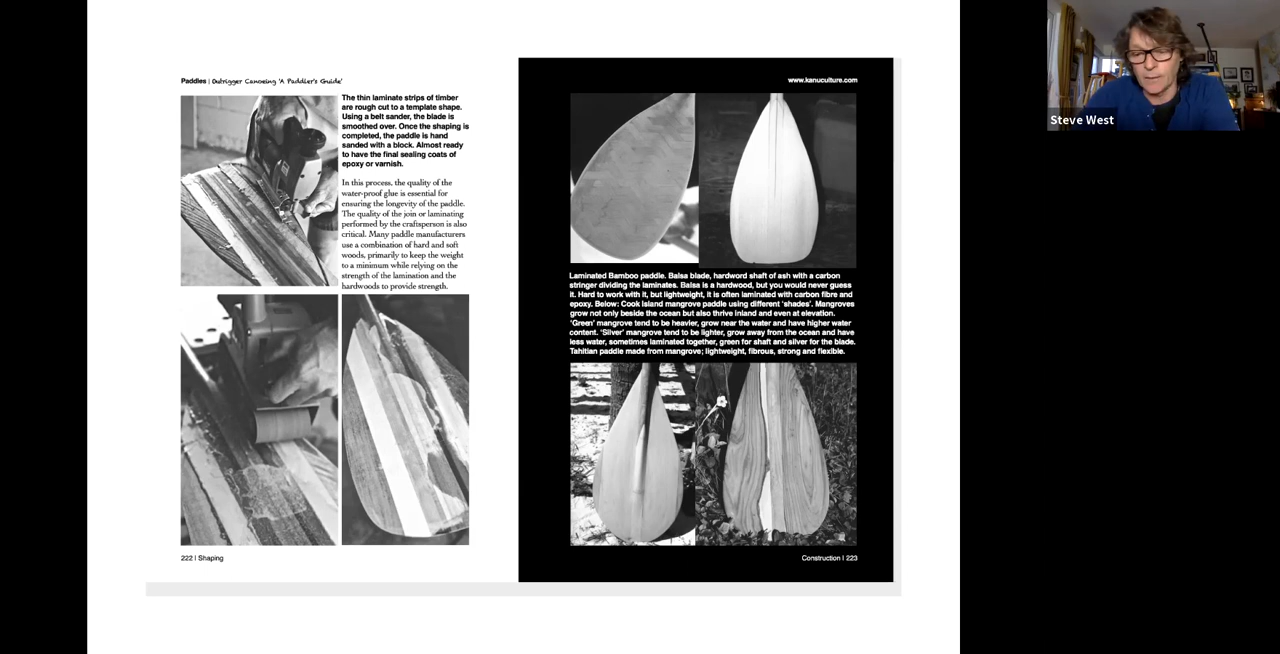 Paddles | Outrigger Canoeing 'A Paddler's Guide'
The thin laminate strips of timber
are rough cut to a template shape.
Using a belt sander, the blade is
smoothed over. Once the shaping is
completed, the paddle is hand
sanded with a block. Almost ready
to have the final sealing coats of
epoxy or varnish.
In this process, the quality of the
water-proof glue is essential for
ensuring the longevity of the paddle.
The quality of the join or laminating
performed by the craftsperson is also
critical. Many paddle manufacturers
use a combination of hard and soft
woods, primarily to keep the weight
to a minimum while relying on the
strength of the lamination and the
hardwoods to provide strength.
222 | Shaping
www.kanuculture.com
Laminated Bamboo paddle. Balsa blade, hardword shaft of ash with a carbon
stringer dividing the laminates. Balsa is a hardwood, but you would never guess
it. Hard to work with it, but lightweight, it is often laminated with carbon fibre and
epoxy. Below: Cook Island mangrove paddle using different 'shades'. Mangroves
grow not only beside the ocean but also thrive inland and even at elevation.
'Green' mangrove tend to be heavier, grow near the water and have higher water
content. 'Silver' mangrove tend to be lighter, grow away from the ocean and have
less water, sometimes laminated together, green for shaft and silver for the blade.
Tahitian paddle made from mangrove; lightweight, fibrous, strong and flexible.
Construction | 223
Steve West